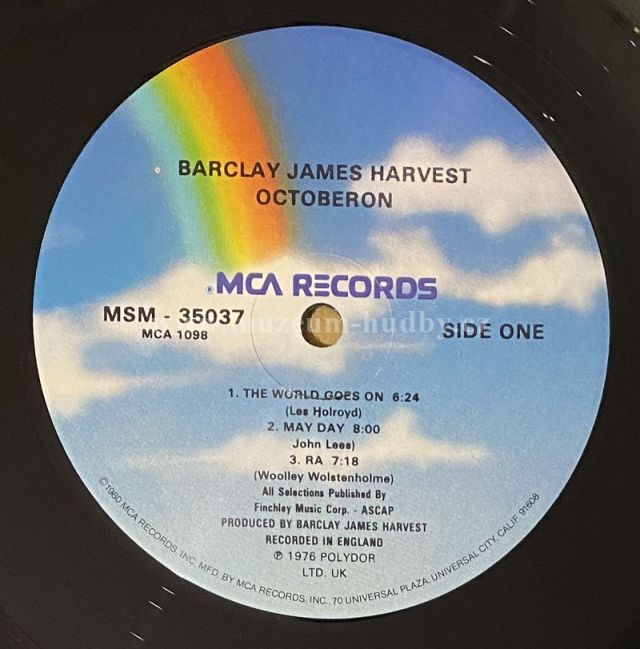 BARCLAY JAMES HARVEST
OCTOBERON
MCA RECORDS
MSM - 35037
MCA 1098
muzeum-hudby.cz
SIDE ONE
1. THE WORLD GOES ON 6:24
(Les Holroyd)
2. MAY DAY 8:00
John Lees)
3. RA 7:18
(Woolley Wolstenholme)
All Selections Published By
Finchley Music Corp. - ASCAP
PRODUCED BY BARCLAY JAMES HARVEST
RECORDED IN ENGLAND
℗ 1976 POLYDOR
LTD. UK
©1980 MCA RECORDS, INC. MFD. BY MCA RECORDS, INC., 70 UNIVERSAL PLAZA, UNIVERSAL CITY, CALIF. 91608